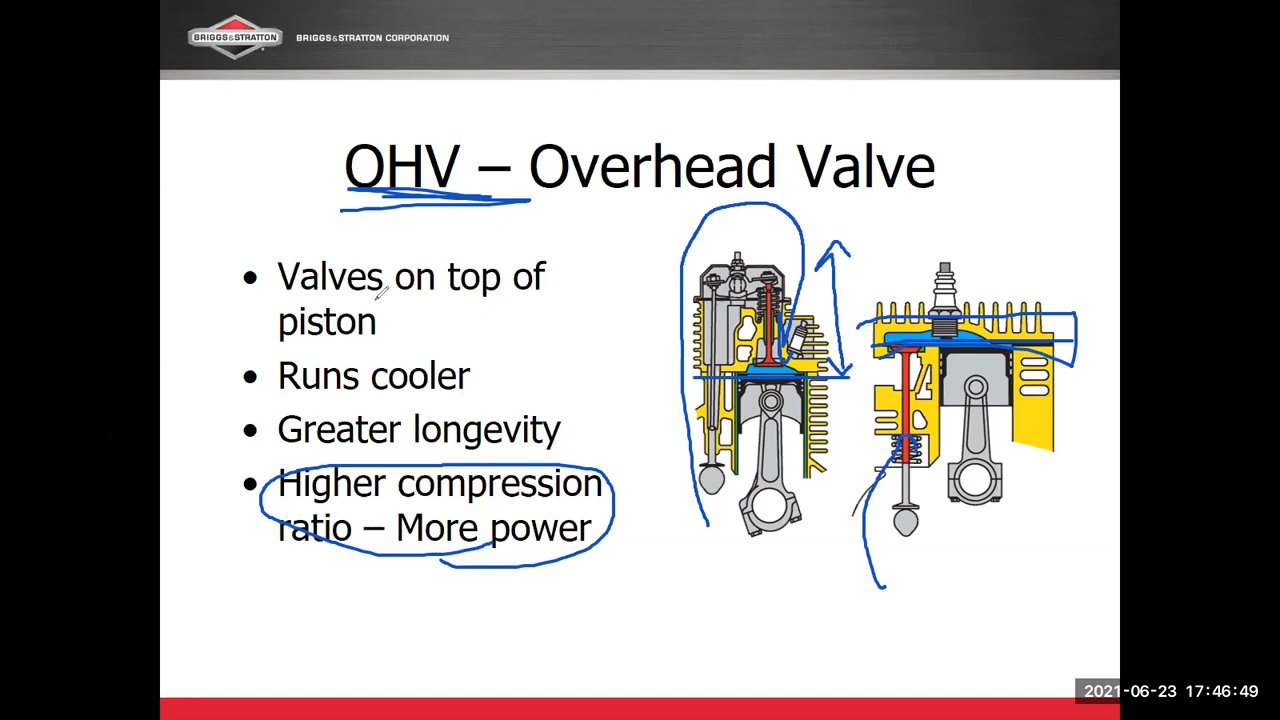 BRIGGS&STRATTON
BRIGGS&STRATTON CORPORATION
OHV – Overhead Valve
• Valves on top of
piston
• Runs cooler
• Greater longevity
• Higher compression
ratio – More power
2021-06-23 17:46:49